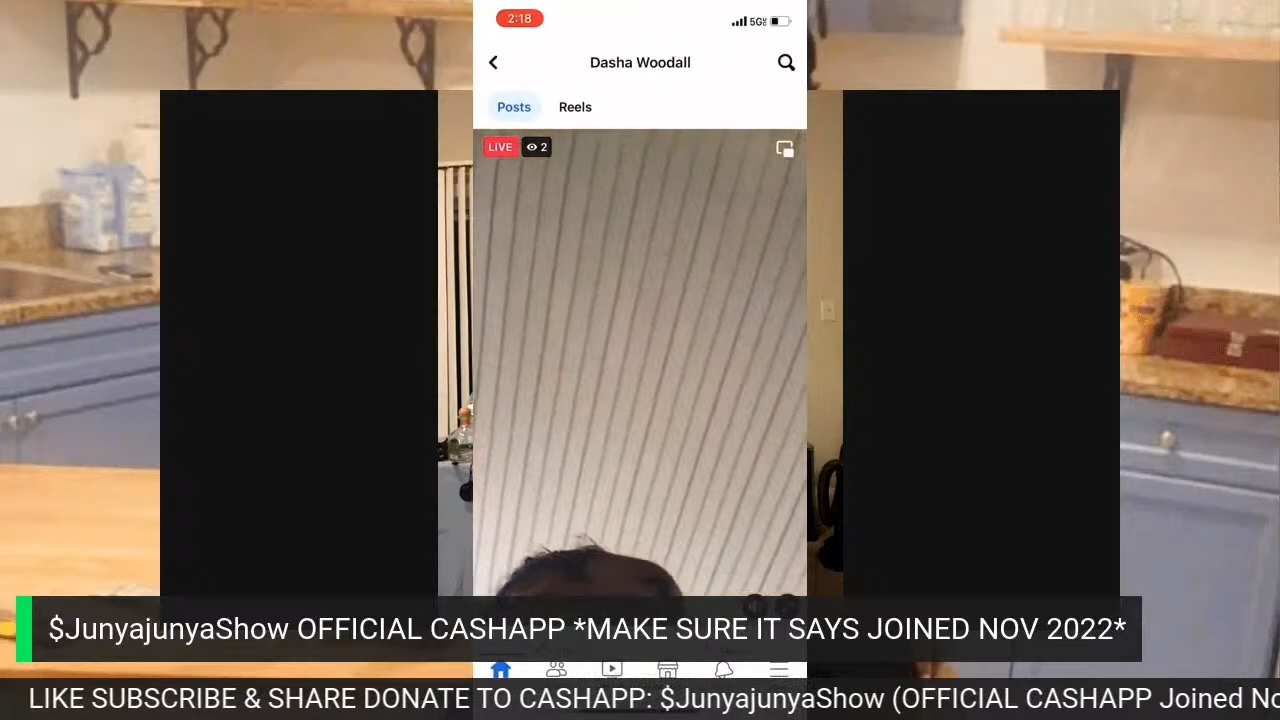 2:18
5G
Dasha Woodall
Posts
Reels
LIVE
2
$JunyajunyaShow OFFICIAL CASHAPP *MAKE SURE IT SAYS JOINED NOV 2022*
LIKE SUBSCRIBE & SHARE DONATE TO CASHAPP: $JunyajunyaShow (OFFICIAL CASHAPP Joined No